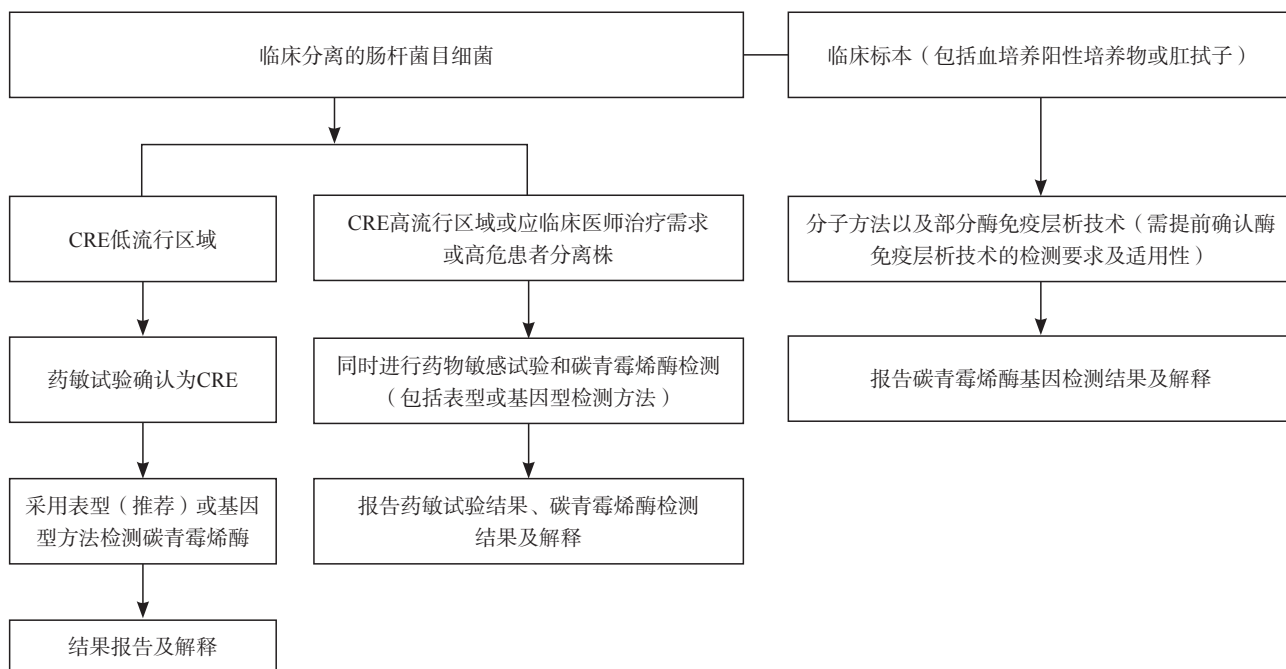 临床分离的肠杆菌目细菌
临床标本（包括血培养阳性培养物或肛拭子）
CRE低流行区域
CRE高流行区域或应临床医师治疗需求
或高危患者分离株
分子方法以及部分酶免疫层析技术（需提前确认酶
免疫层析技术的检测要求及适用性）
药敏试验确认为CRE
同时进行药物敏感试验和碳青霉烯酶检测
（包括表型或基因型检测方法）
报告碳青霉烯酶基因检测结果及解释
采用表型（推荐）或基因
型方法检测碳青霉烯酶
报告药敏试验结果、碳青霉烯酶检测
结果及解释
结果报告及解释